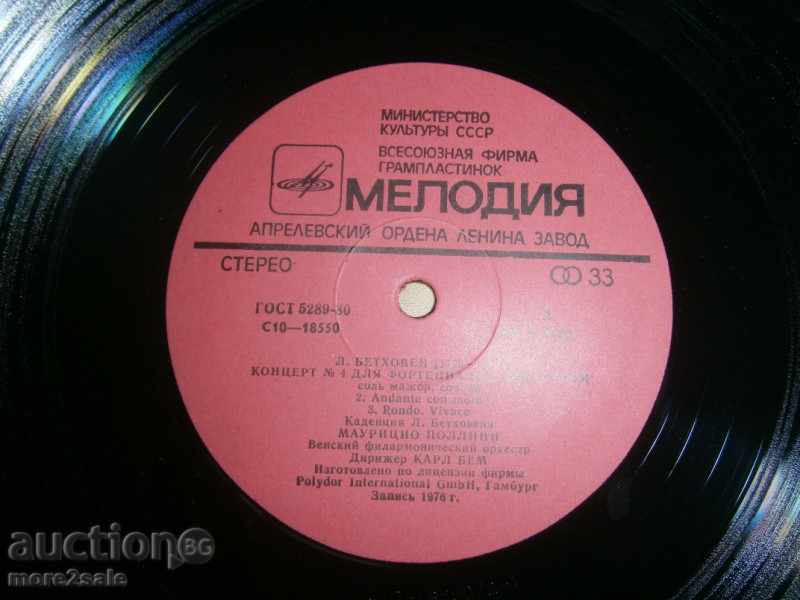 МИНИСТЕРСТВО
КУЛЬТУРЫ СССР
ВСЕСОЮЗНАЯ ФИРМА
ГРАМПЛАСТИНОК
МЕЛОДИЯ
АПРЕЛЕВСКИЙ ОРДЕНА ЛЕНИНА ЗАВОД
СТЕРЕО 33
ГОСТ 5289-80
С10—18550
Л. БЕТХОВЕН
КОНЦЕРТ № 4 ДЛЯ
соль мажор,
2. Andante con moto
3. Rondo. Vivace
Каденция Л. Бетховена
МАУРИЦИО ПОЛЛИНИ
Венский филармонический оркестр
Дирижер КАРЛ БЕМ
Изготовлено по лицензии фирмы
Polydor International GmbH, Гамбург
Запись 1976 г.
auction BG
more2sale